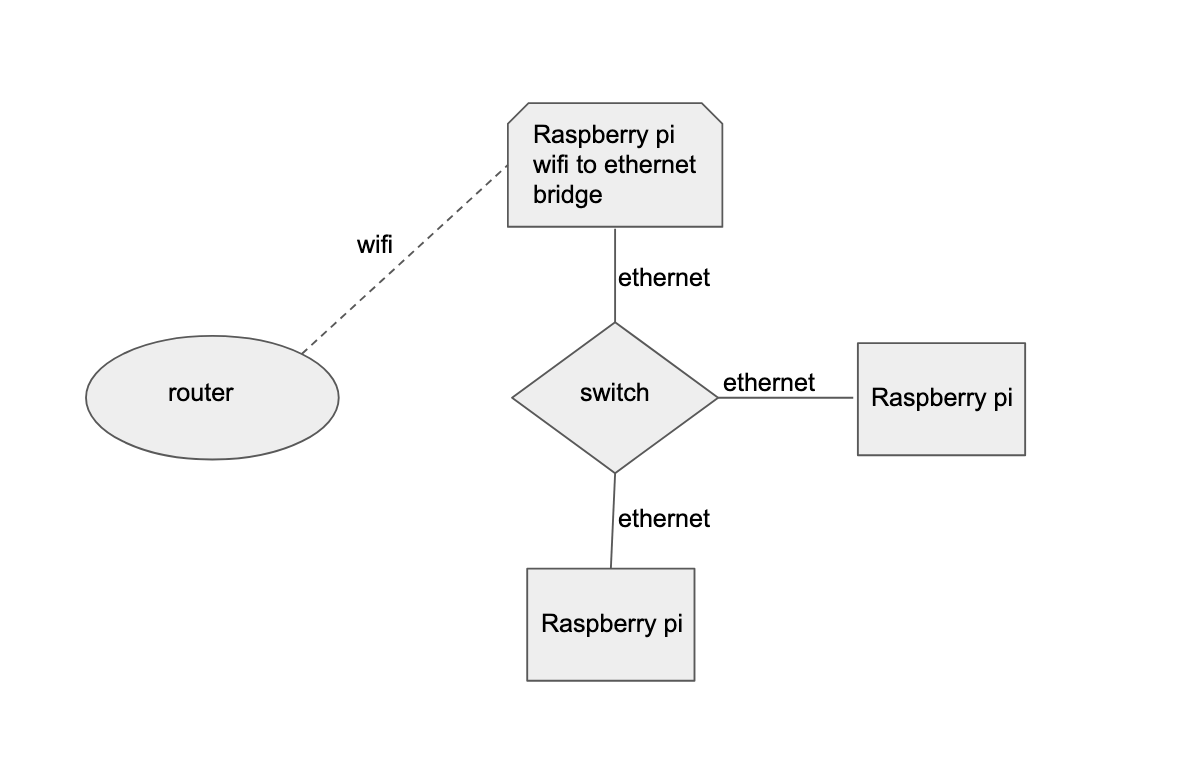 Raspberry pi
wifi to ethernet
bridge
wifi
ethernet
router
switch
ethernet
Raspberry pi
ethernet
Raspberry pi